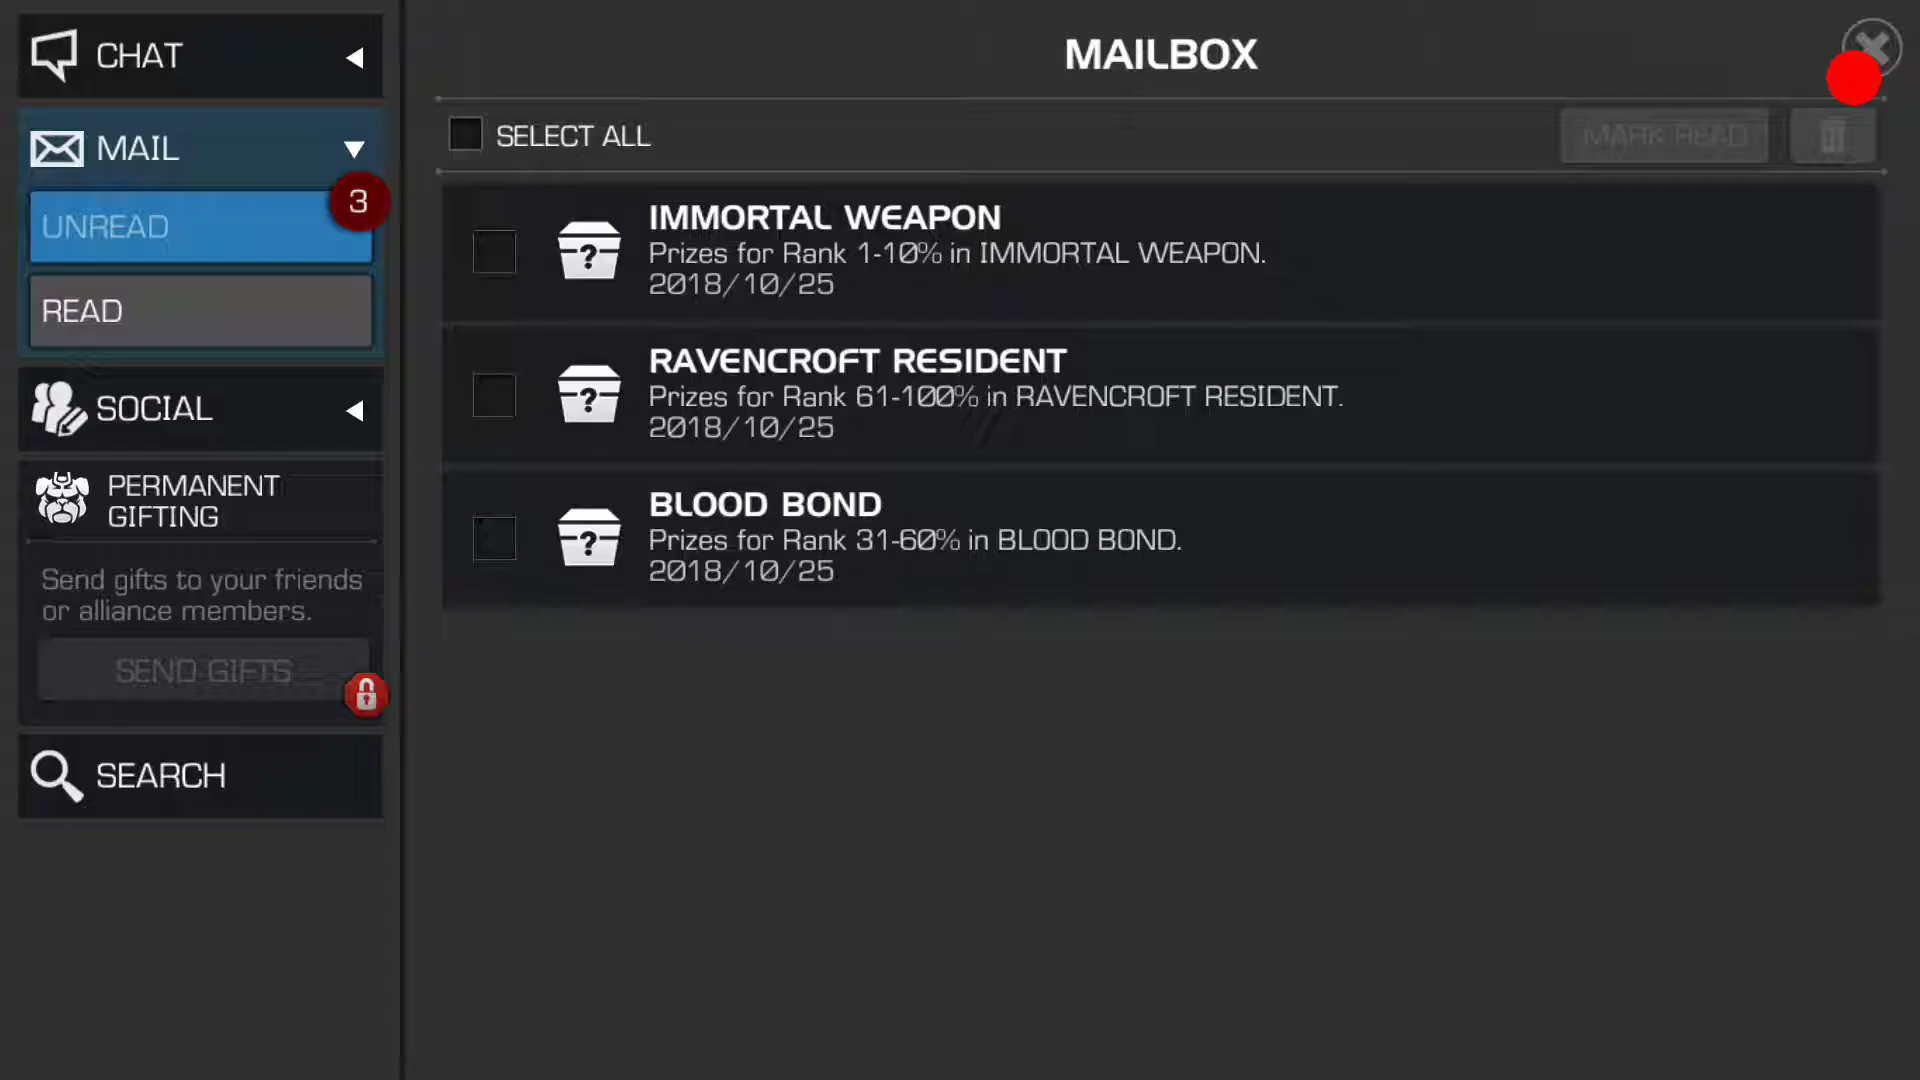 CHAT
MAIL
3
UNREAD
READ
SOCIAL
PERMANENT
GIFTING
Send gifts to your friends
or alliance members.
SEND GIFTS
SEARCH
MAILBOX
SELECT ALL
MARK READ
IMMORTAL WEAPON
Prizes for Rank 1-10% in IMMORTAL WEAPON.
2018/10/25
RAVENCROFT RESIDENT
Prizes for Rank 61-100% in RAVENCROFT RESIDENT.
2018/10/25
BLOOD BOND
Prizes for Rank 31-60% in BLOOD BOND.
2018/10/25